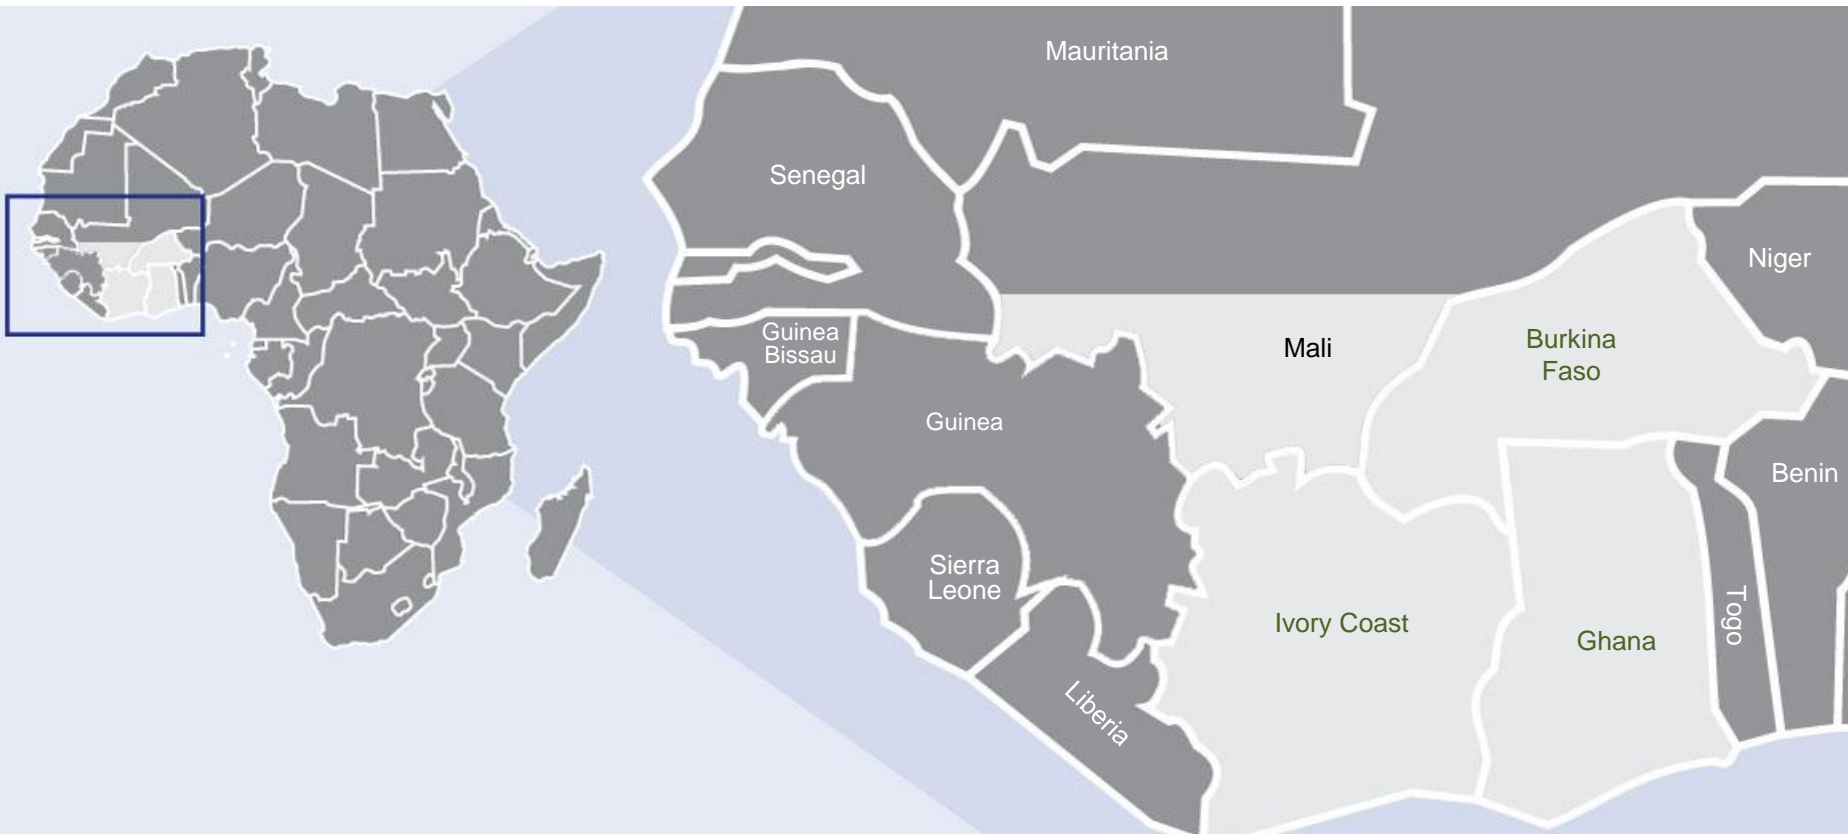 Mauritania
Senegal
Niger
Guinea
Bissau
Mali
Burkina
Faso
Guinea
Benin
Sierra
Leone
Ivory Coast
Ghana
Togo
Liberia